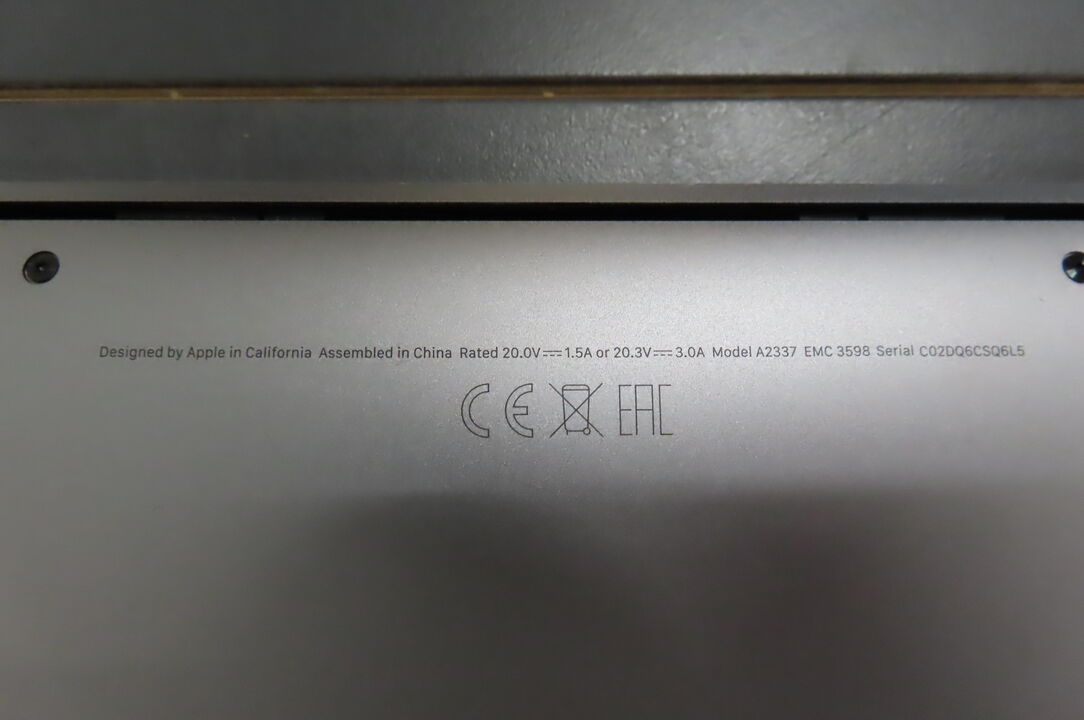 Designed by Apple in California Assembled in China Rated 20.0V⎓1.5A or 20.3V⎓3.0A Model A2337 EMC 3598 Serial C02DQ6CSQ6L5
CE EAC